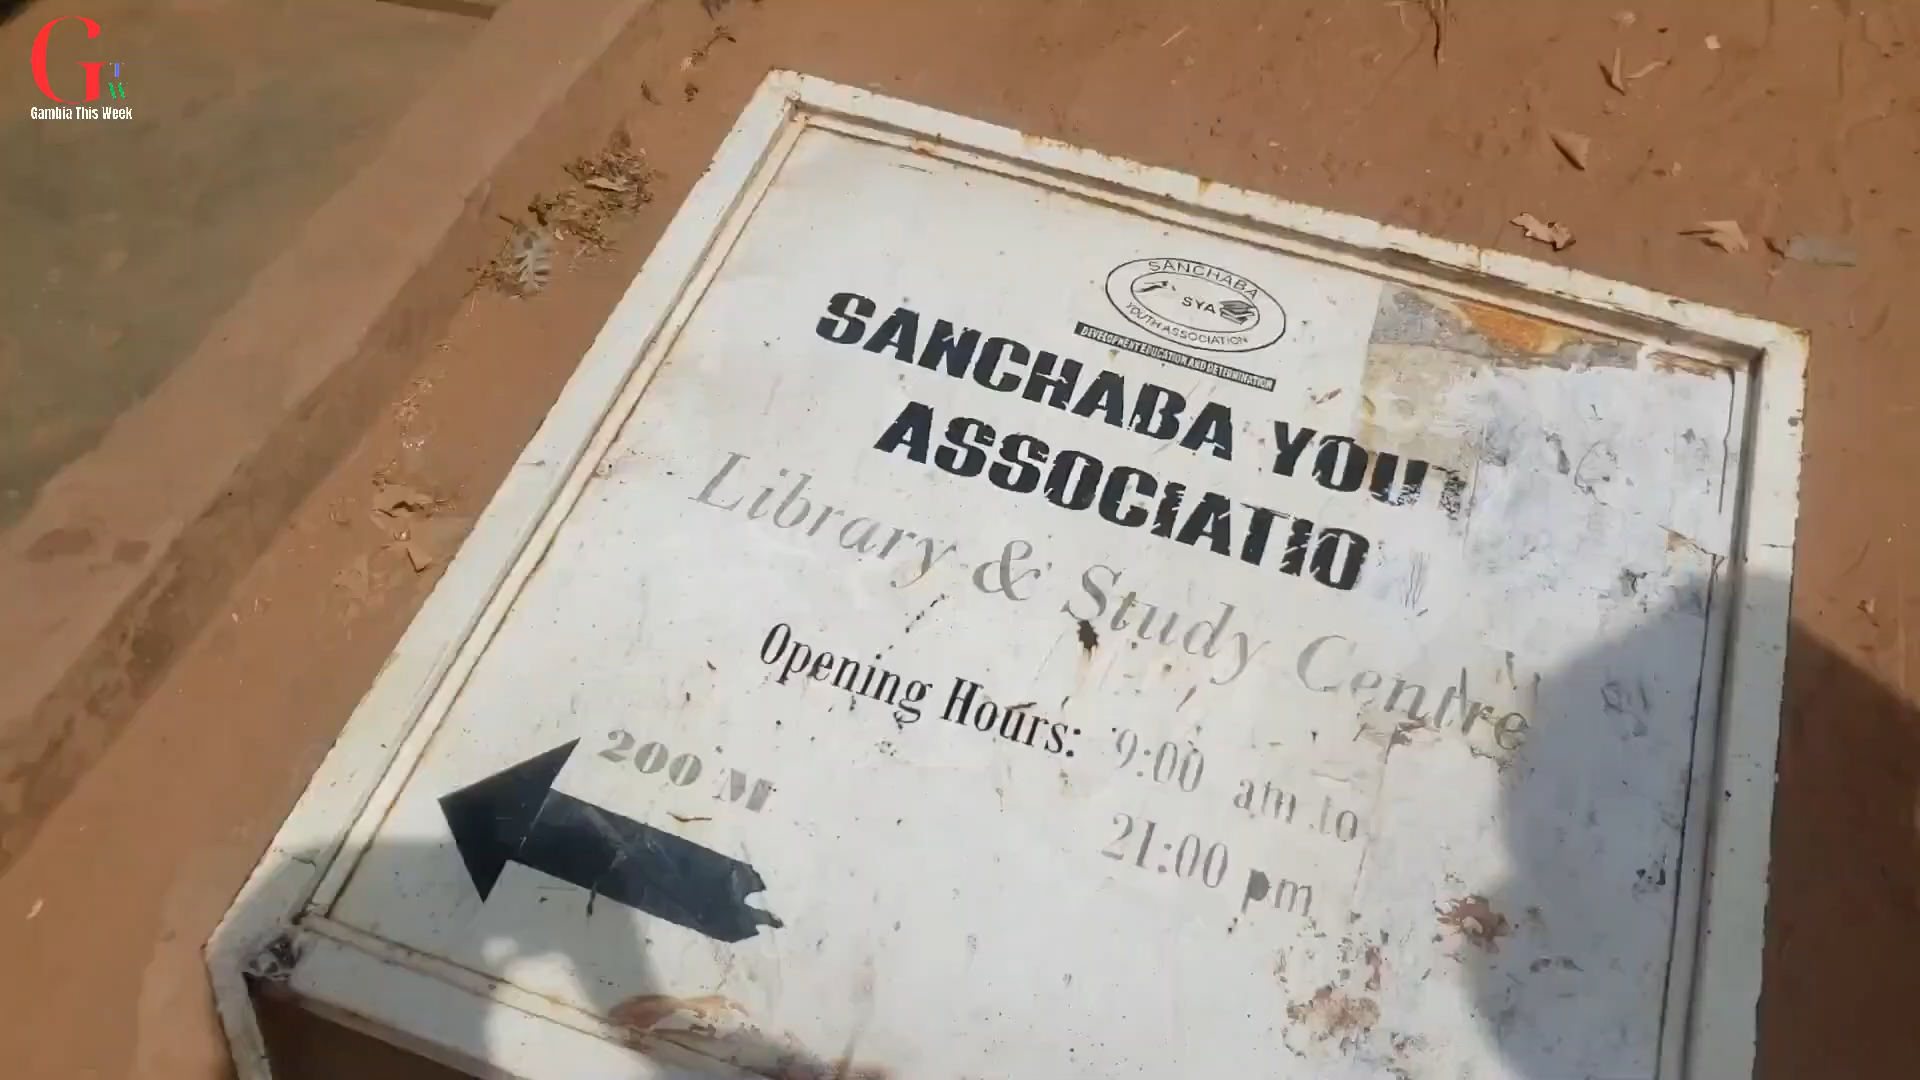 G
T
W
Gambia This Week
SANCHABA
SYA
YOUTH ASSOCIATION
DEVELOPMENT EDUCATION AND DETERMINATION
SANCHABA YOUT
ASSOCIATIO
Library & Study Centre
Opening Hours: 9:00 am to
21:00 pm
200 M